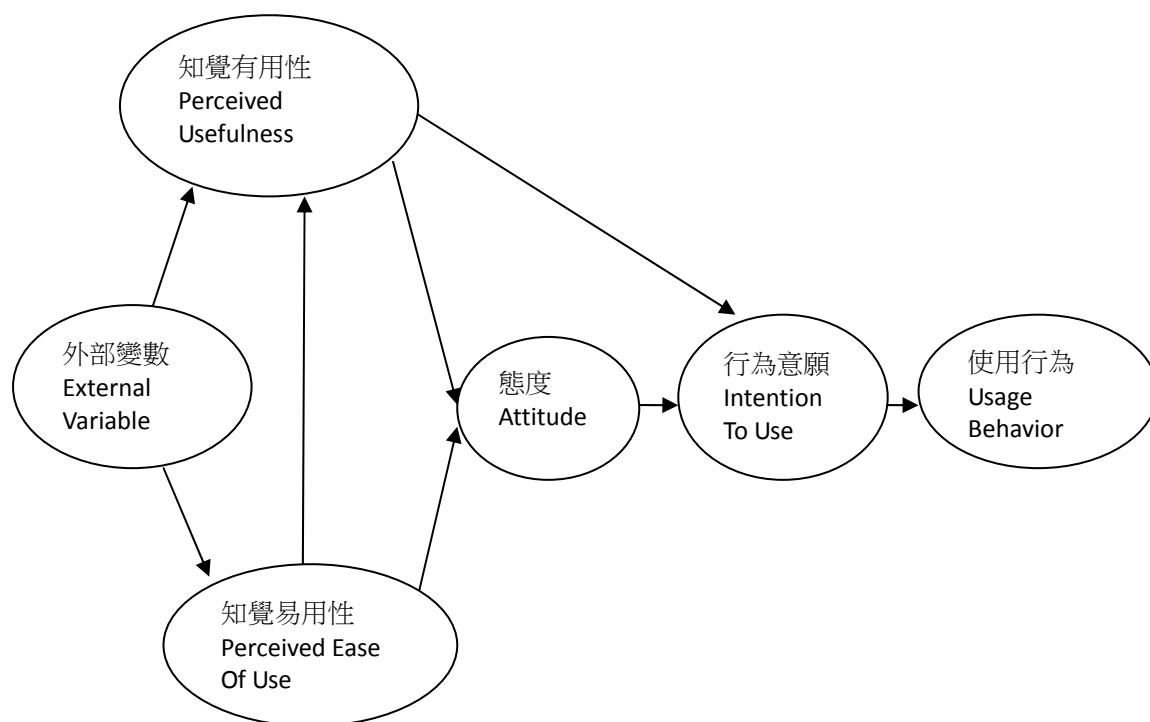 知覺有用性
Perceived
Usefulness
外部變數
External
Variable
態度
Attitude
行為意願
Intention
To Use
使用行為
Usage
Behavior
知覺易用性
Perceived Ease
Of Use